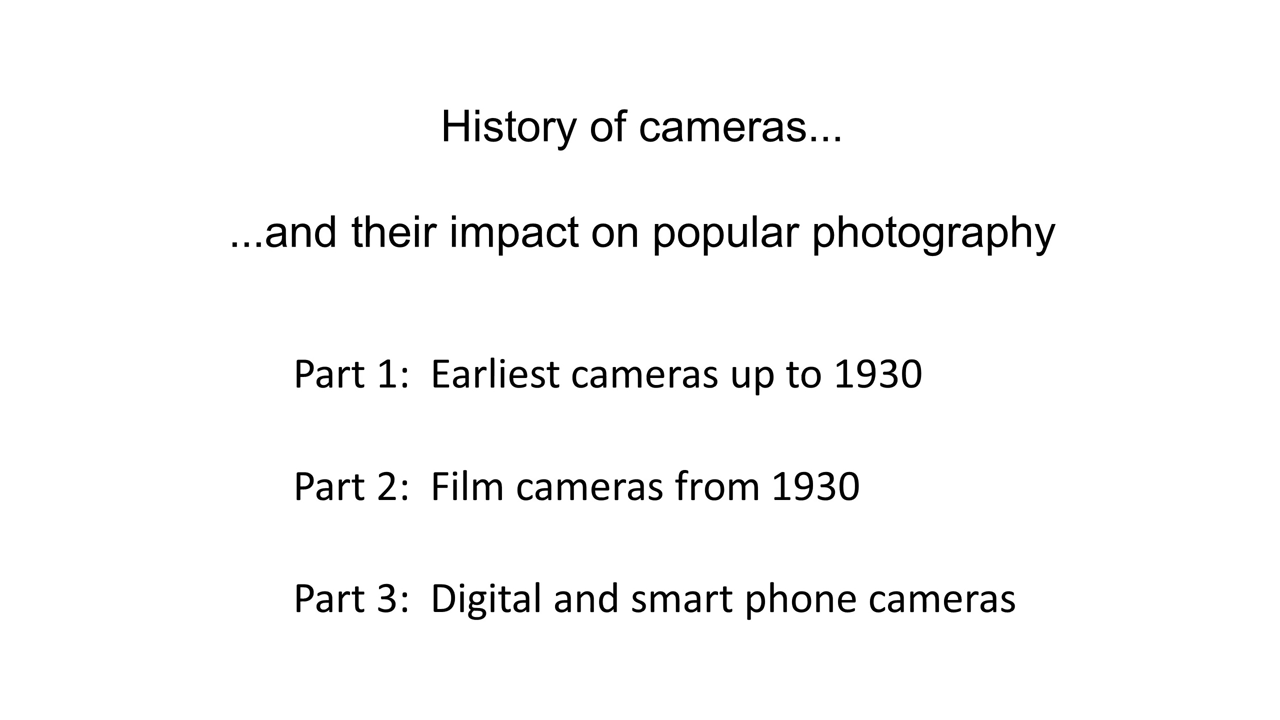 History of cameras...
...and their impact on popular photography
Part 1:  Earliest cameras up to 1930
Part 2:  Film cameras from 1930
Part 3:  Digital and smart phone cameras